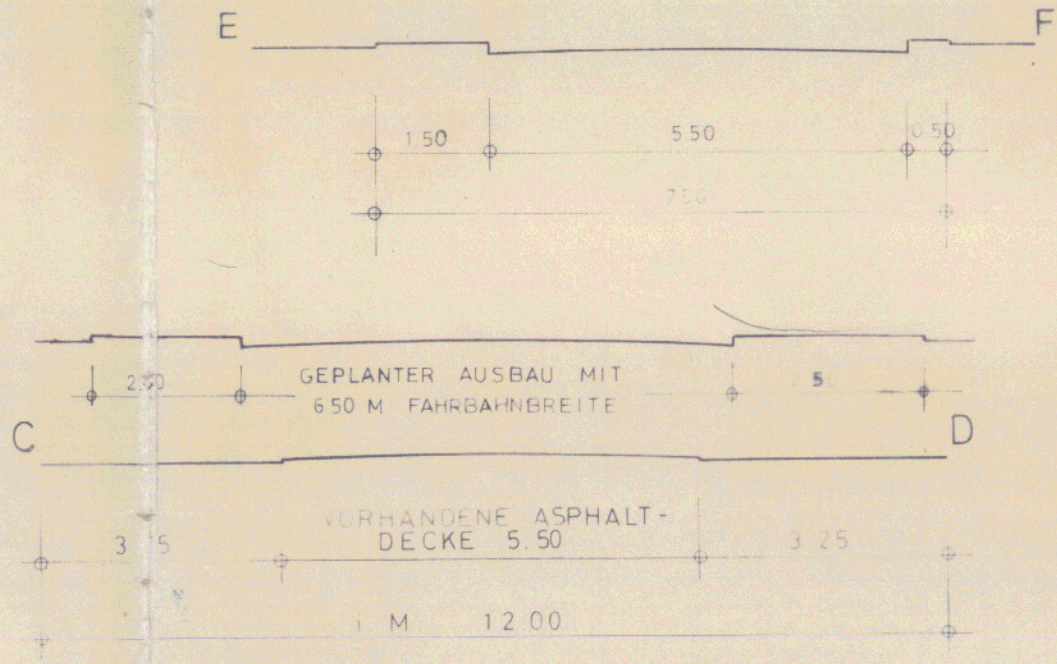 E F
1.50 5.50 0.50
7.50
GEPLANTER AUSBAU MIT
6.50 M FAHRBAHNBREITE
C D
VORHANDENE ASPHALT-
DECKE 5.50
3.25
i M 12.00